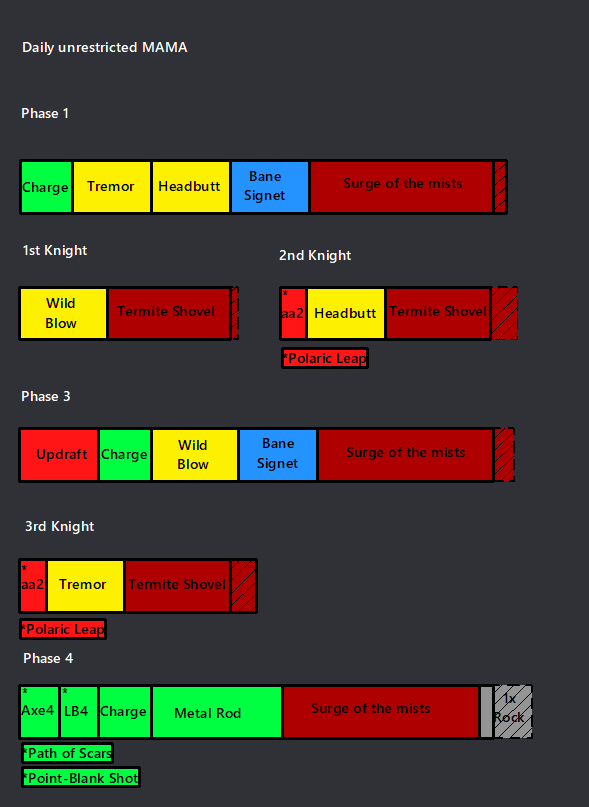 Daily unrestricted MAMA
Phase 1
Charge Tremor Headbutt Bane Signet Surge of the mists
1st Knight
2nd Knight
Wild Blow Termite Shovel
* aa2 Headbutt Termite Shovel
*Polaric Leap
Phase 3
Updraft Charge Wild Blow Bane Signet Surge of the mists
3rd Knight
* aa2 Tremor Termite Shovel
*Polaric Leap
Phase 4
* Axe4 * LB4 Charge Metal Rod Surge of the mists 1x Rock
*Path of Scars
*Point-Blank Shot